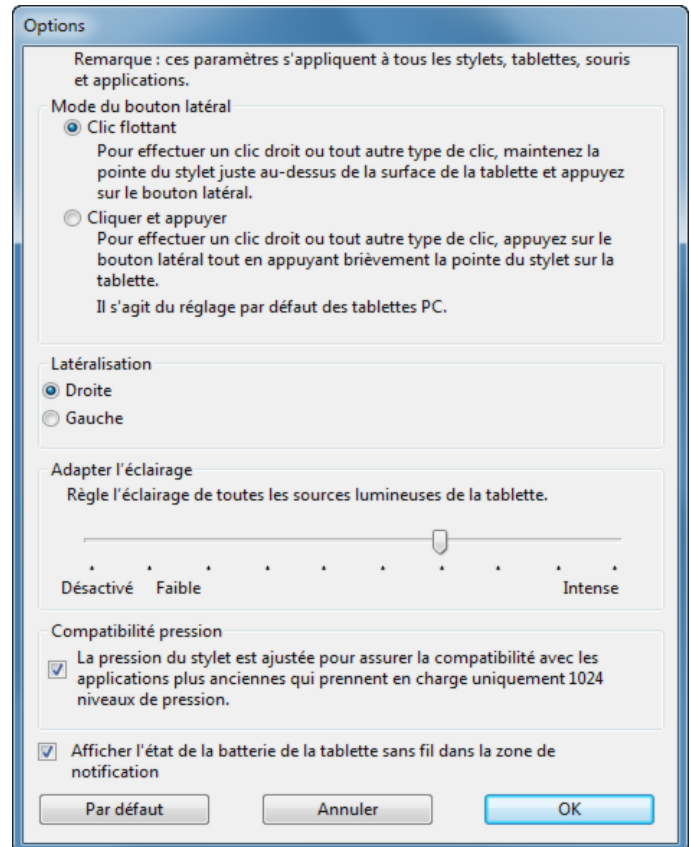 Options
Remarque : ces paramètres s'appliquent à tous les stylets, tablettes, souris
et applications.
Mode du bouton latéral
Clic flottant
Pour effectuer un clic droit ou tout autre type de clic, maintenez la
pointe du stylet juste au-dessus de la surface de la tablette et appuyez
sur le bouton latéral.
Cliquer et appuyer
Pour effectuer un clic droit ou tout autre type de clic, appuyez sur le
bouton latéral tout en appuyant brièvement la pointe du stylet sur la
tablette.
Il s'agit du réglage par défaut des tablettes PC.
Latéralisation
Droite
Gauche
Adapter l'éclairage
Règle l'éclairage de toutes les sources lumineuses de la tablette.
Désactivé Faible Intense
Compatibilité pression
La pression du stylet est ajustée pour assurer la compatibilité avec les
applications plus anciennes qui prennent en charge uniquement 1024
niveaux de pression.
Afficher l'état de la batterie de la tablette sans fil dans la zone de
notification
Par défaut Annuler OK